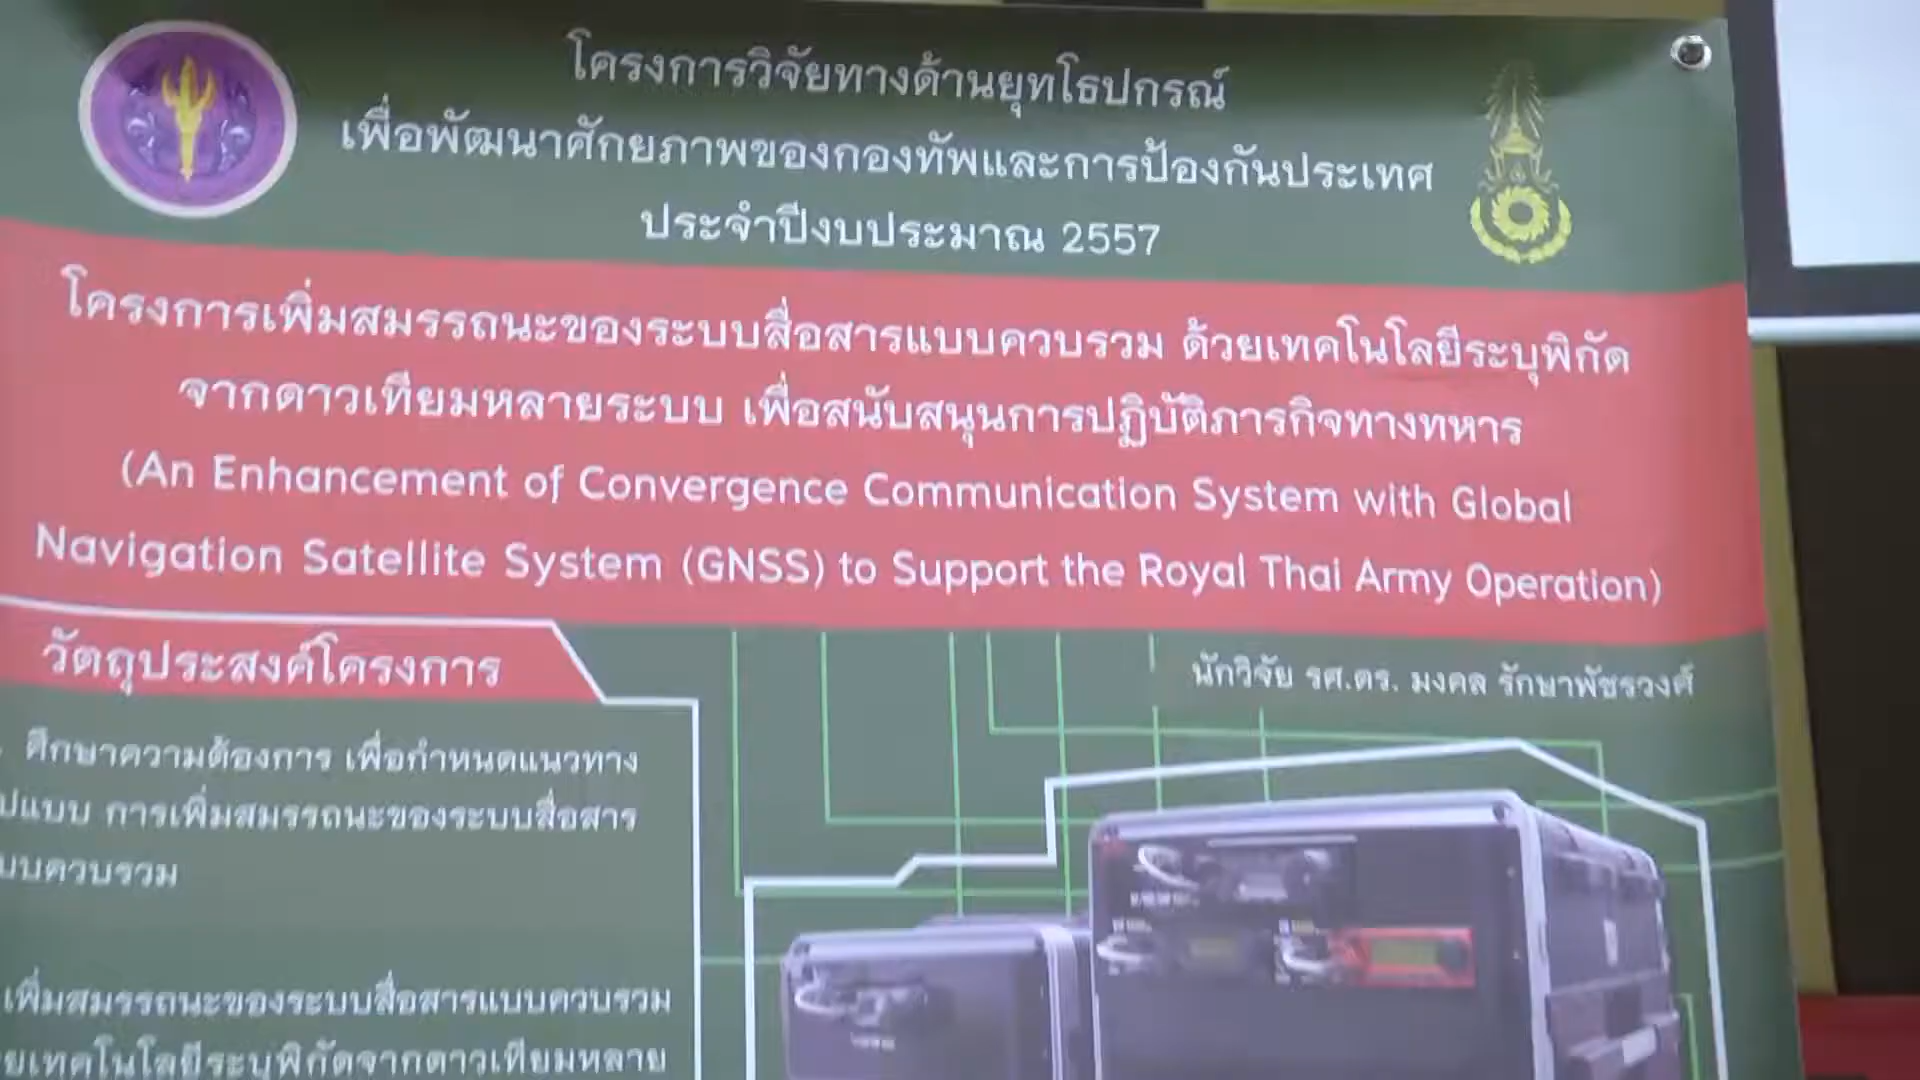 โครงการวิจัยทางด้านยุทโธปกรณ์
เพื่อพัฒนาศักยภาพของกองทัพและการป้องกันประเทศ
ประจำปีงบประมาณ 2557
โครงการเพิ่มสมรรถนะของระบบสื่อสารแบบควบรวม ด้วยเทคโนโลยีระบุพิกัด
จากดาวเทียมหลายระบบ เพื่อสนับสนุนการปฏิบัติภารกิจทางทหาร
(An Enhancement of Convergence Communication System with Global
Navigation Satellite System (GNSS) to Support the Royal Thai Army Operation)
วัตถุประสงค์โครงการ
นักวิจัย รศ.ดร. มงคล รักษาพัชรวงศ์
ศึกษาความต้องการ เพื่อกำหนดแนวทาง
ปแบบ การเพิ่มสมรรถนะของระบบสื่อสาร
บบควบรวม
เพิ่มสมรรถนะของระบบสื่อสารแบบควบรวม
ยเทคโนโลยีระบุพิกัดจากดาวเทียมหลาย